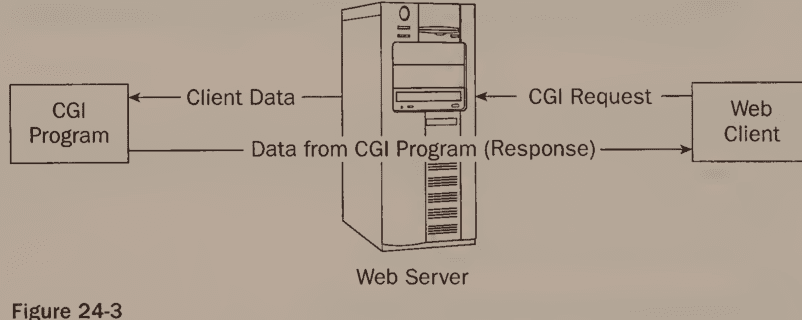 Client Data
CGI Request
CGI
Program
Web
Client
Data from CGI Program (Response)
Web Server
Figure 24-3